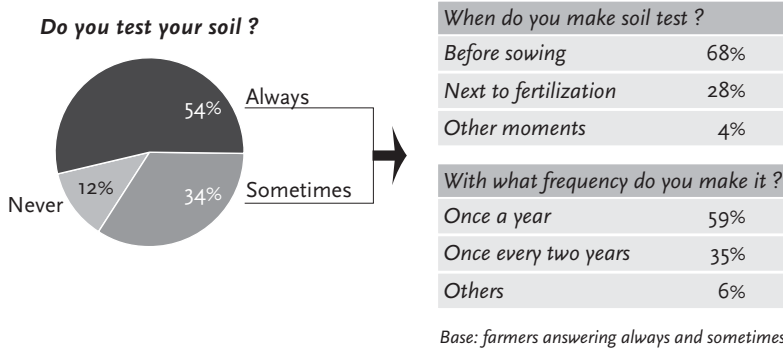 Do you test your soil ?
54%
Always
34%
Sometimes
12%
Never
When do you make soil test ?
Before sowing 68%
Next to fertilization 28%
Other moments 4%
With what frequency do you make it ?
Once a year 59%
Once every two years 35%
Others 6%
Base: farmers answering always and sometimes